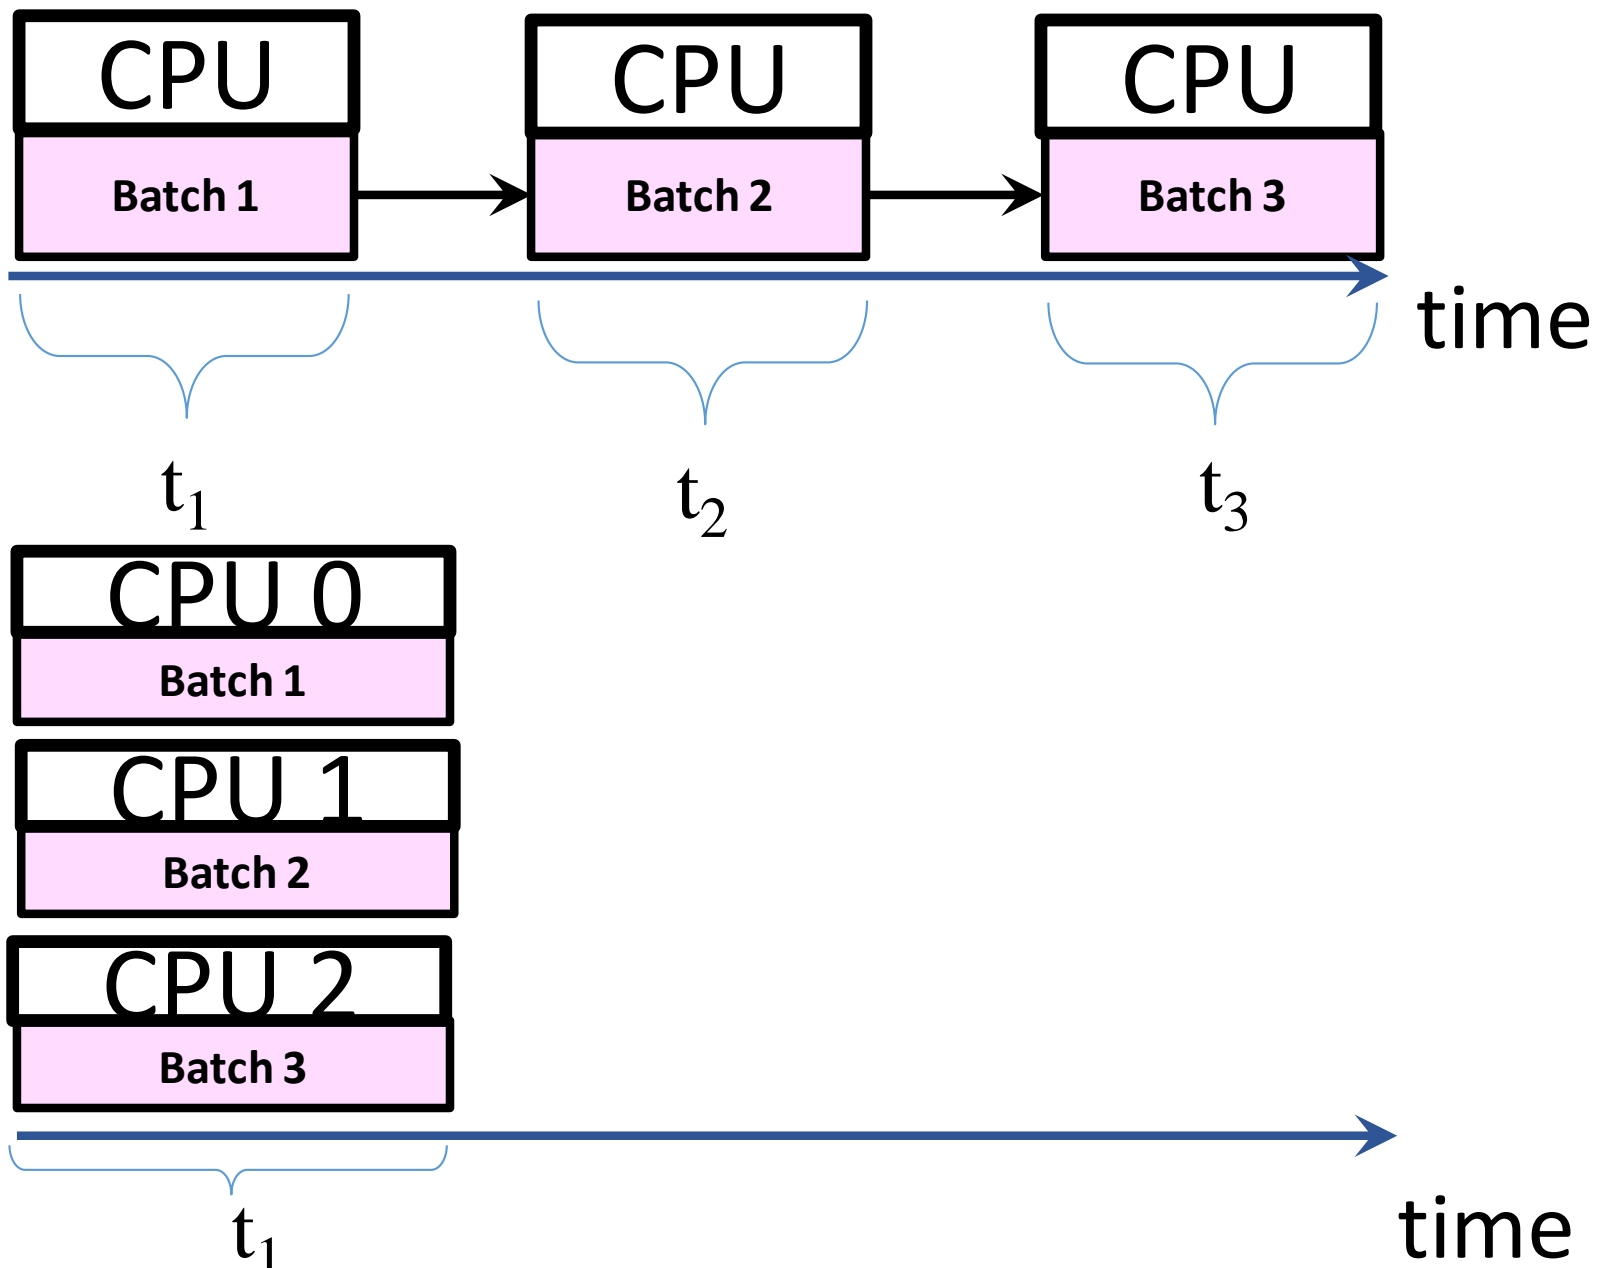 CPU CPU CPU
Batch 1 Batch 2 Batch 3
time
t1 t2 t3
CPU 0
Batch 1
CPU 1
Batch 2
CPU 2
Batch 3
time
t1